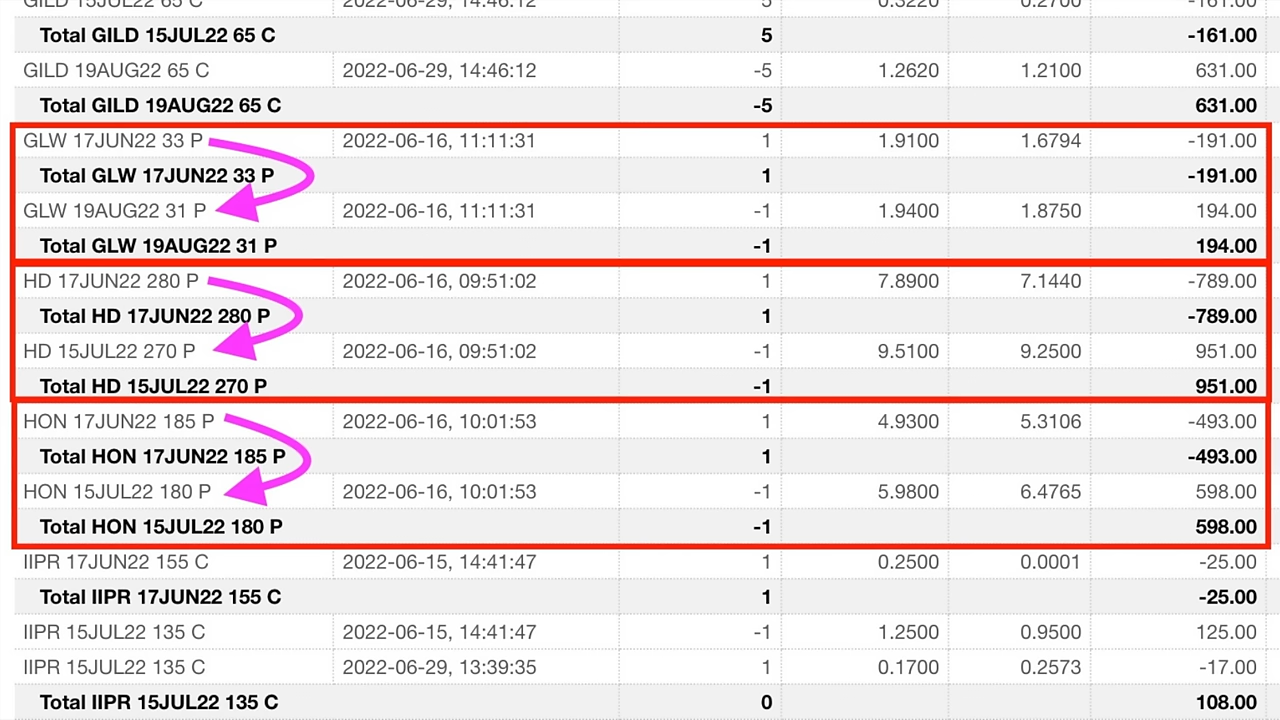 GILD 15JUL22 65 C 2022-06-29, 14:46:12 5 0.3220 0.2700 -161.00
Total GILD 15JUL22 65 C 5 -161.00
GILD 19AUG22 65 C 2022-06-29, 14:46:12 -5 1.2620 1.2100 631.00
Total GILD 19AUG22 65 C -5 631.00
GLW 17JUN22 33 P 2022-06-16, 11:11:31 1 1.9100 1.6794 -191.00
Total GLW 17JUN22 33 P 1 -191.00
GLW 19AUG22 31 P 2022-06-16, 11:11:31 -1 1.9400 1.8750 194.00
Total GLW 19AUG22 31 P -1 194.00
HD 17JUN22 280 P 2022-06-16, 09:51:02 1 7.8900 7.1440 -789.00
Total HD 17JUN22 280 P 1 -789.00
HD 15JUL22 270 P 2022-06-16, 09:51:02 -1 9.5100 9.2500 951.00
Total HD 15JUL22 270 P -1 951.00
HON 17JUN22 185 P 2022-06-16, 10:01:53 1 4.9300 5.3106 -493.00
Total HON 17JUN22 185 P 1 -493.00
HON 15JUL22 180 P 2022-06-16, 10:01:53 -1 5.9800 6.4765 598.00
Total HON 15JUL22 180 P -1 598.00
IIPR 17JUN22 155 C 2022-06-15, 14:41:47 1 0.2500 0.0001 -25.00
Total IIPR 17JUN22 155 C 1 -25.00
IIPR 15JUL22 135 C 2022-06-15, 14:41:47 -1 1.2500 0.9500 125.00
IIPR 15JUL22 135 C 2022-06-29, 13:39:35 1 0.1700 0.2573 -17.00
Total IIPR 15JUL22 135 C 0 108.00